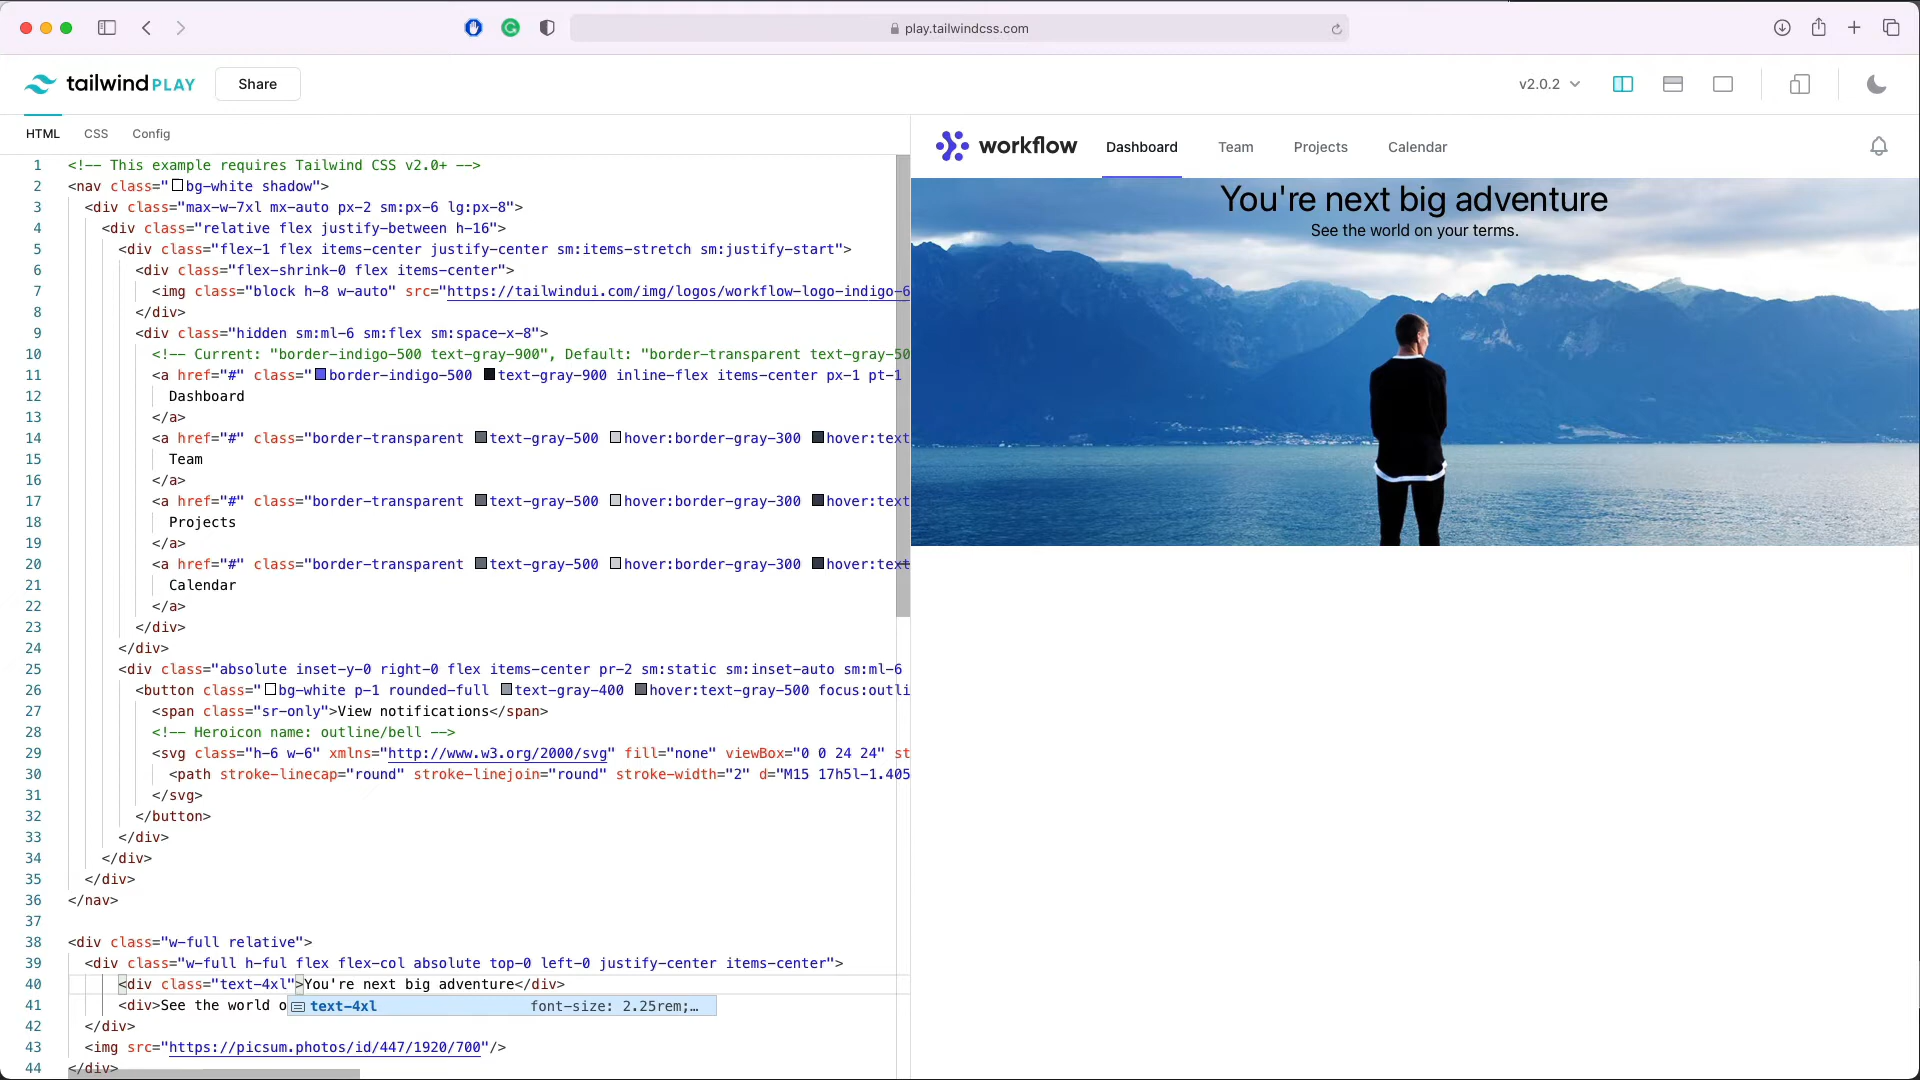 play.tailwindcss.com
tailwind PLAY
Share
v2.0.2
HTML CSS Config
1 <!-- This example requires Tailwind CSS v2.0+ -->
2 <nav class="bg-white shadow">
3 <div class="max-w-7xl mx-auto px-2 sm:px-6 lg:px-8">
4 <div class="relative flex justify-between h-16">
5 <div class="flex-1 flex items-center justify-center sm:items-stretch sm:justify-start">
6 <div class="flex-shrink-0 flex items-center">
7 <img class="block h-8 w-auto" src="https://tailwindui.com/img/logos/workflow-logo-indigo-6
8 </div>
9 <div class="hidden sm:ml-6 sm:flex sm:space-x-8">
10 <!-- Current: "border-indigo-500 text-gray-900", Default: "border-transparent text-gray-50
11 <a href="#" class="border-indigo-500 text-gray-900 inline-flex items-center px-1 pt-1
12 Dashboard
13 </a>
14 <a href="#" class="border-transparent text-gray-500 hover:border-gray-300 hover:text
15 Team
16 </a>
17 <a href="#" class="border-transparent text-gray-500 hover:border-gray-300 hover:text
18 Projects
19 </a>
20 <a href="#" class="border-transparent text-gray-500 hover:border-gray-300 hover:text
21 Calendar
22 </a>
23 </div>
24 </div>
25 <div class="absolute inset-y-0 right-0 flex items-center pr-2 sm:static sm:inset-auto sm:ml-6
26 <button class="bg-white p-1 rounded-full text-gray-400 hover:text-gray-500 focus:outli
27 <span class="sr-only">View notifications</span>
28 <!-- Heroicon name: outline/bell -->
29 <svg class="h-6 w-6" xmlns="http://www.w3.org/2000/svg" fill="none" viewBox="0 0 24 24" st
30 <path stroke-linecap="round" stroke-linejoin="round" stroke-width="2" d="M15 17h5l-1.405
31 </svg>
32 </button>
33 </div>
34 </div>
35 </div>
36 </nav>
37
38 <div class="w-full relative">
39 <div class="w-full h-ful flex flex-col absolute top-0 left-0 justify-center items-center">
40 <div class="text-4xl">You're next big adventure</div>
41 <div>See the world o
text-4xl font-size: 2.25rem;…
42 </div>
43 <img src="https://picsum.photos/id/447/1920/700"/>
44 </div>
workflow Dashboard Team Projects Calendar
You're next big adventure
See the world on your terms.